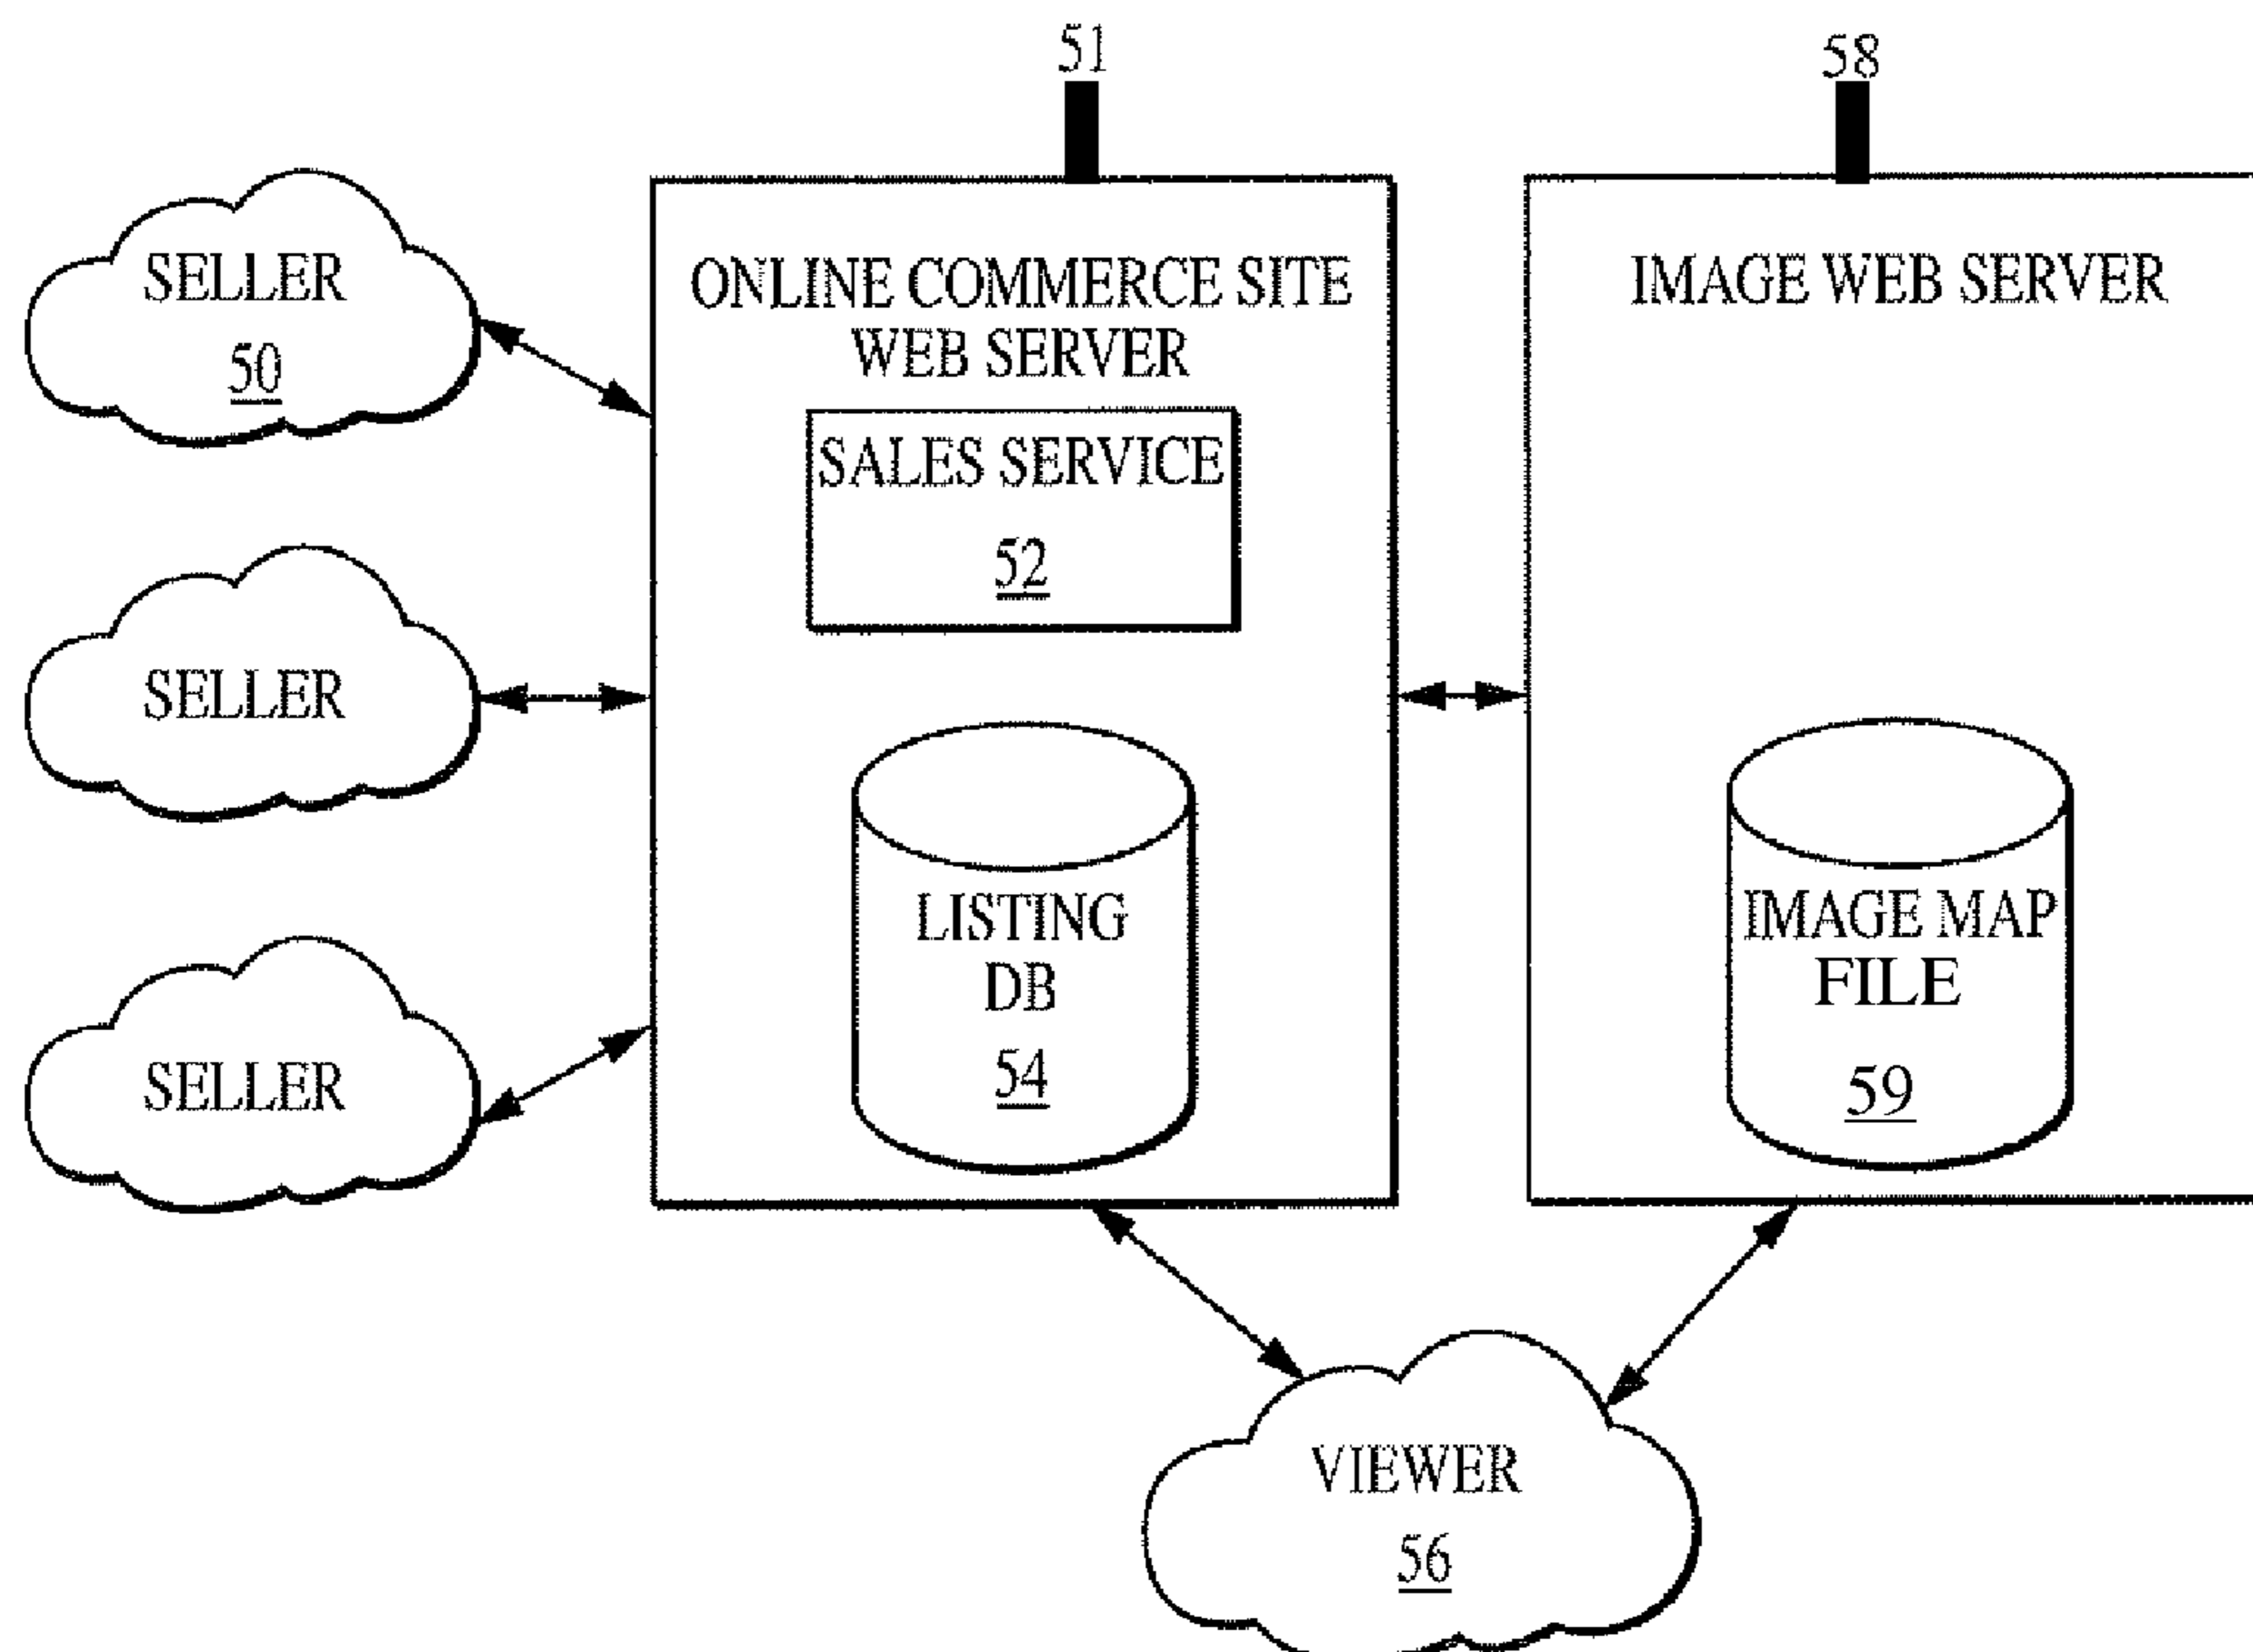 51
58
SELLER
50
ONLINE COMMERCE SITE
WEB SERVER
IMAGE WEB SERVER
SALES SERVICE
52
SELLER
LISTING
DB
54
IMAGE MAP
FILE
59
SELLER
VIEWER
56